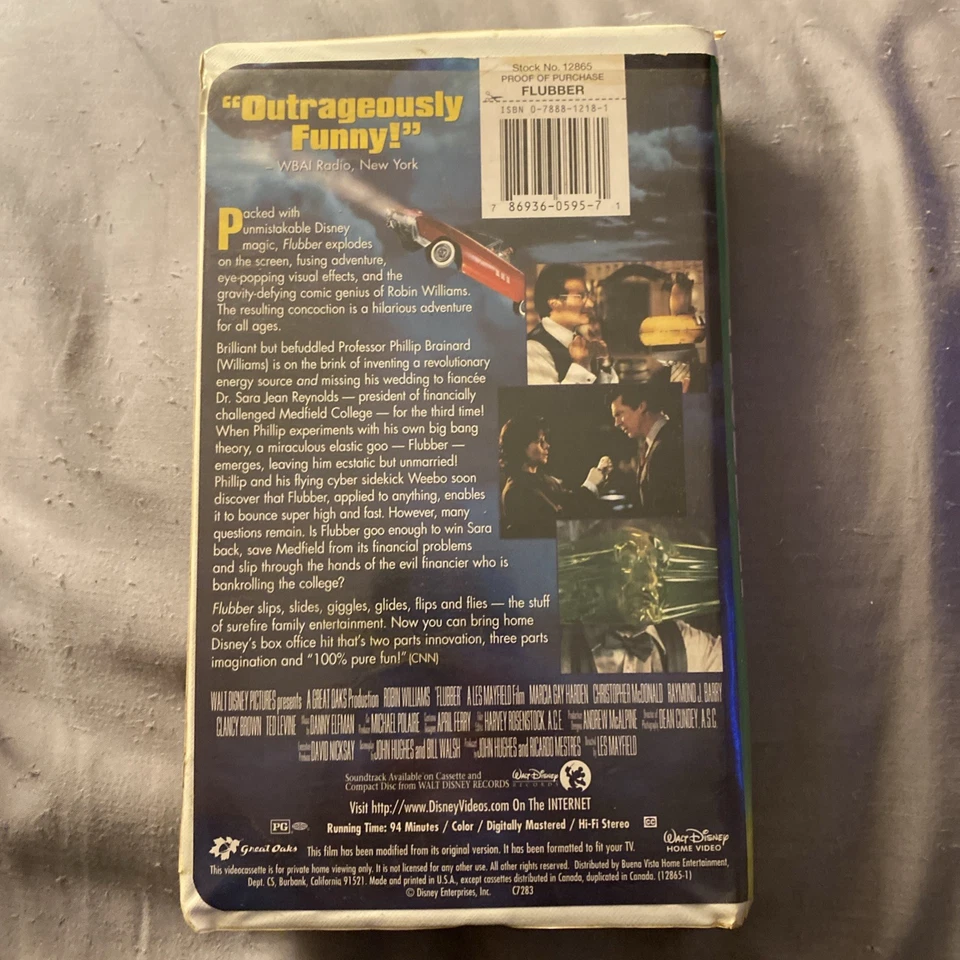 Stock No. 12865
PROOF OF PURCHASE
FLUBBER
ISBN 0-7888-1218-1
7 86936-0595-7 1
"Outrageously
Funny!"
– WBAI Radio, New York
Packed with
unmistakable Disney
magic, Flubber explodes
on the screen, fusing adventure,
eye-popping visual effects, and the
gravity-defying comic genius of Robin Williams.
The resulting concoction is a hilarious adventure
for all ages.
Brilliant but befuddled Professor Phillip Brainard
(Williams) is on the brink of inventing a revolutionary
energy source and missing his wedding to fiancée
Dr. Sara Jean Reynolds — president of financially
challenged Medfield College — for the third time!
When Phillip experiments with his own big bang
theory, a miraculous elastic goo — Flubber —
emerges, leaving him ecstatic but unmarried!
Phillip and his flying cyber sidekick Weebo soon
discover that Flubber, applied to anything, enables
it to bounce super high and fast. However, many
questions remain. Is Flubber goo enough to win Sara
back, save Medfield from its financial problems
and slip through the hands of the evil financier who is
bankrolling the college?
Flubber slips, slides, giggles, glides, flips and flies — the stuff
of surefire family entertainment. Now you can bring home
Disney's box office hit that's two parts innovation, three parts
imagination and "100% pure fun!" (CNN)
WALT DISNEY PICTURES presents A GREAT OAKS Production ROBIN WILLIAMS "FLUBBER" A LES MAYFIELD Film MARCIA GAY HARDEN CHRISTOPHER McDONALD RAYMOND J. BARRY
CLANCY BROWN TED LEVINE DANNY ELFMAN MICHAEL POLAIRE APRIL FERRY HARVEY ROSENSTOCK, A.C.E. ANDREW McALPINE DEAN CUNDEY, A.S.C.
DAVID NICKSAY JOHN HUGHES and BILL WALSH JOHN HUGHES and RICARDO MESTRES LES MAYFIELD
Soundtrack Available on Cassette and
Compact Disc from WALT DISNEY RECORDS
Walt Disney
RECORDS
Visit http://www.DisneyVideos.com On The INTERNET
PG Running Time: 94 Minutes / Color / Digitally Mastered / Hi-Fi Stereo CC
Great Oaks This film has been modified from its original version. It has been formatted to fit your TV.
Walt Disney
HOME VIDEO
This videocassette is for private home viewing only. It is not licensed for any other use. All other rights reserved. Distributed by Buena Vista Home Entertainment,
Dept. CS, Burbank, California 91521. Made and printed in U.S.A., except cassettes distributed in Canada, duplicated in Canada. (12865-1)
© Disney Enterprises, Inc. C7283